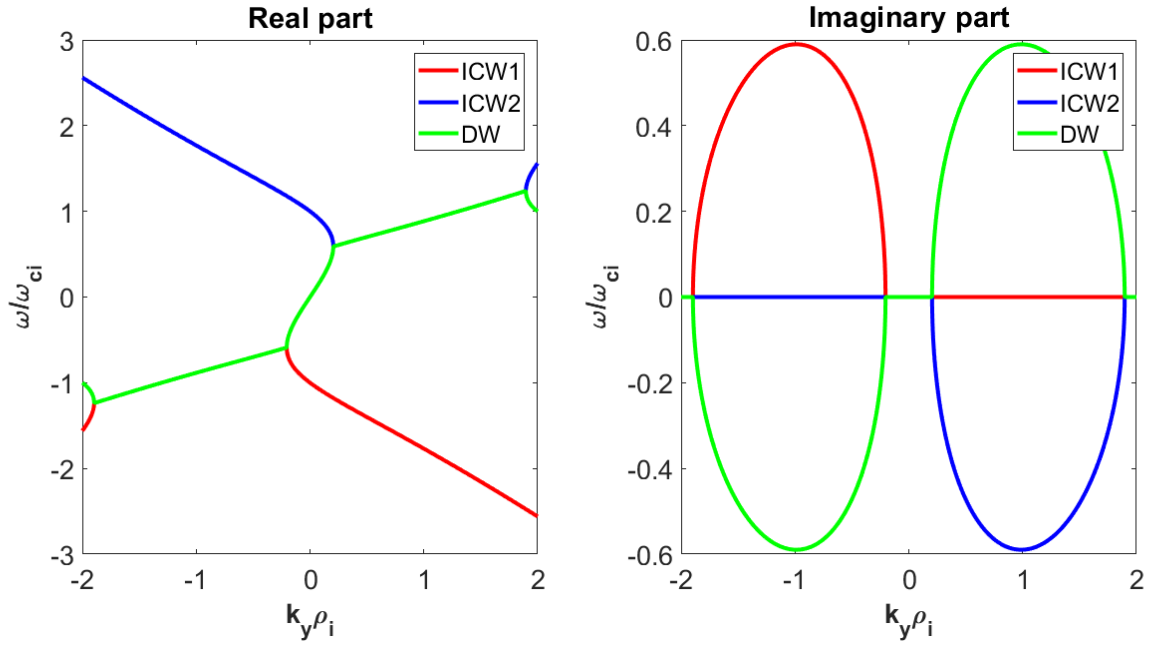 Real part
3
2
1
0
-1
-2
-3
ω/ω_ci
-2
-1
0
1
2
k_yρ_i
ICW1
ICW2
DW
Imaginary part
0.6
0.4
0.2
0
-0.2
-0.4
-0.6
ω/ω_ci
-2
-1
0
1
2
k_yρ_i
ICW1
ICW2
DW